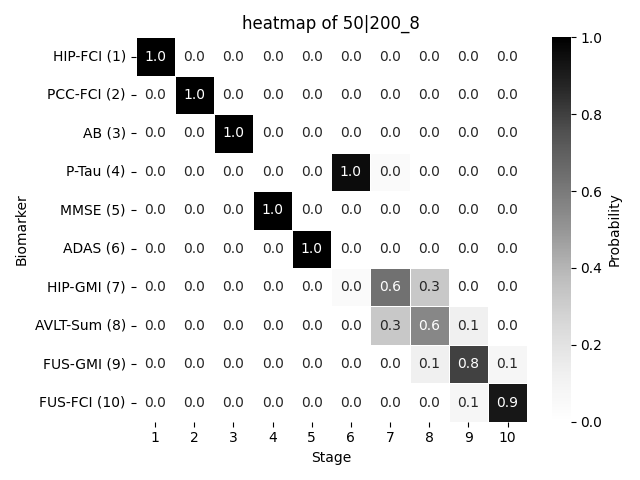 heatmap of 50|200_8
HIP-FCI (1) 1.0 0.0 0.0 0.0 0.0 0.0 0.0 0.0 0.0 0.0
PCC-FCI (2) 0.0 1.0 0.0 0.0 0.0 0.0 0.0 0.0 0.0 0.0
AB (3) 0.0 0.0 1.0 0.0 0.0 0.0 0.0 0.0 0.0 0.0
P-Tau (4) 0.0 0.0 0.0 0.0 0.0 1.0 0.0 0.0 0.0 0.0
MMSE (5) 0.0 0.0 0.0 1.0 0.0 0.0 0.0 0.0 0.0 0.0
ADAS (6) 0.0 0.0 0.0 0.0 1.0 0.0 0.0 0.0 0.0 0.0
HIP-GMI (7) 0.0 0.0 0.0 0.0 0.0 0.0 0.6 0.3 0.0 0.0
AVLT-Sum (8) 0.0 0.0 0.0 0.0 0.0 0.0 0.3 0.6 0.1 0.0
FUS-GMI (9) 0.0 0.0 0.0 0.0 0.0 0.0 0.0 0.1 0.8 0.1
FUS-FCI (10) 0.0 0.0 0.0 0.0 0.0 0.0 0.0 0.0 0.1 0.9
1 2 3 4 5 6 7 8 9 10
Stage
Biomarker
1.0
0.8
0.6
0.4
0.2
0.0
Probability